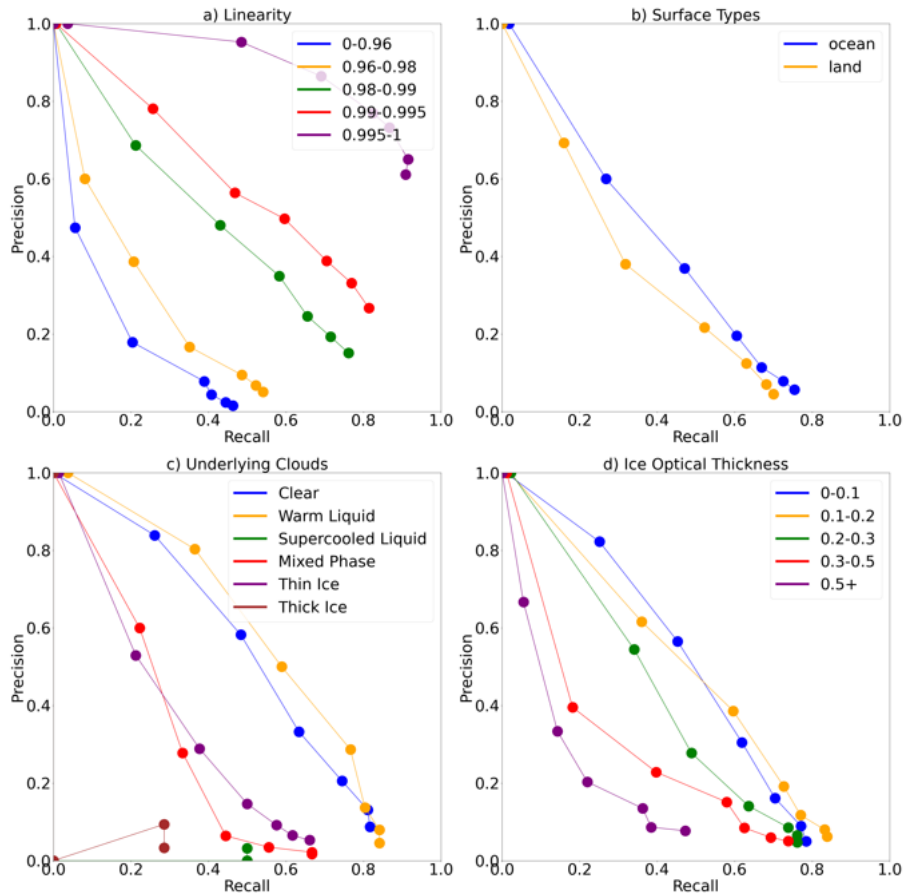 a) Linearity
1.0
0.8
0.6
0.4
0.2
0.0
Precision
0-0.96
0.96-0.98
0.98-0.99
0.99-0.995
0.995-1
0.0 0.2 0.4 0.6 0.8 1.0
Recall
b) Surface Types
1.0
0.8
0.6
0.4
0.2
0.0
Precision
ocean
land
0.0 0.2 0.4 0.6 0.8 1.0
Recall
c) Underlying Clouds
1.0
0.8
0.6
0.4
0.2
0.0
Precision
Clear
Warm Liquid
Supercooled Liquid
Mixed Phase
Thin Ice
Thick Ice
0.0 0.2 0.4 0.6 0.8 1.0
Recall
d) Ice Optical Thickness
1.0
0.8
0.6
0.4
0.2
0.0
Precision
0-0.1
0.1-0.2
0.2-0.3
0.3-0.5
0.5+
0.0 0.2 0.4 0.6 0.8 1.0
Recall